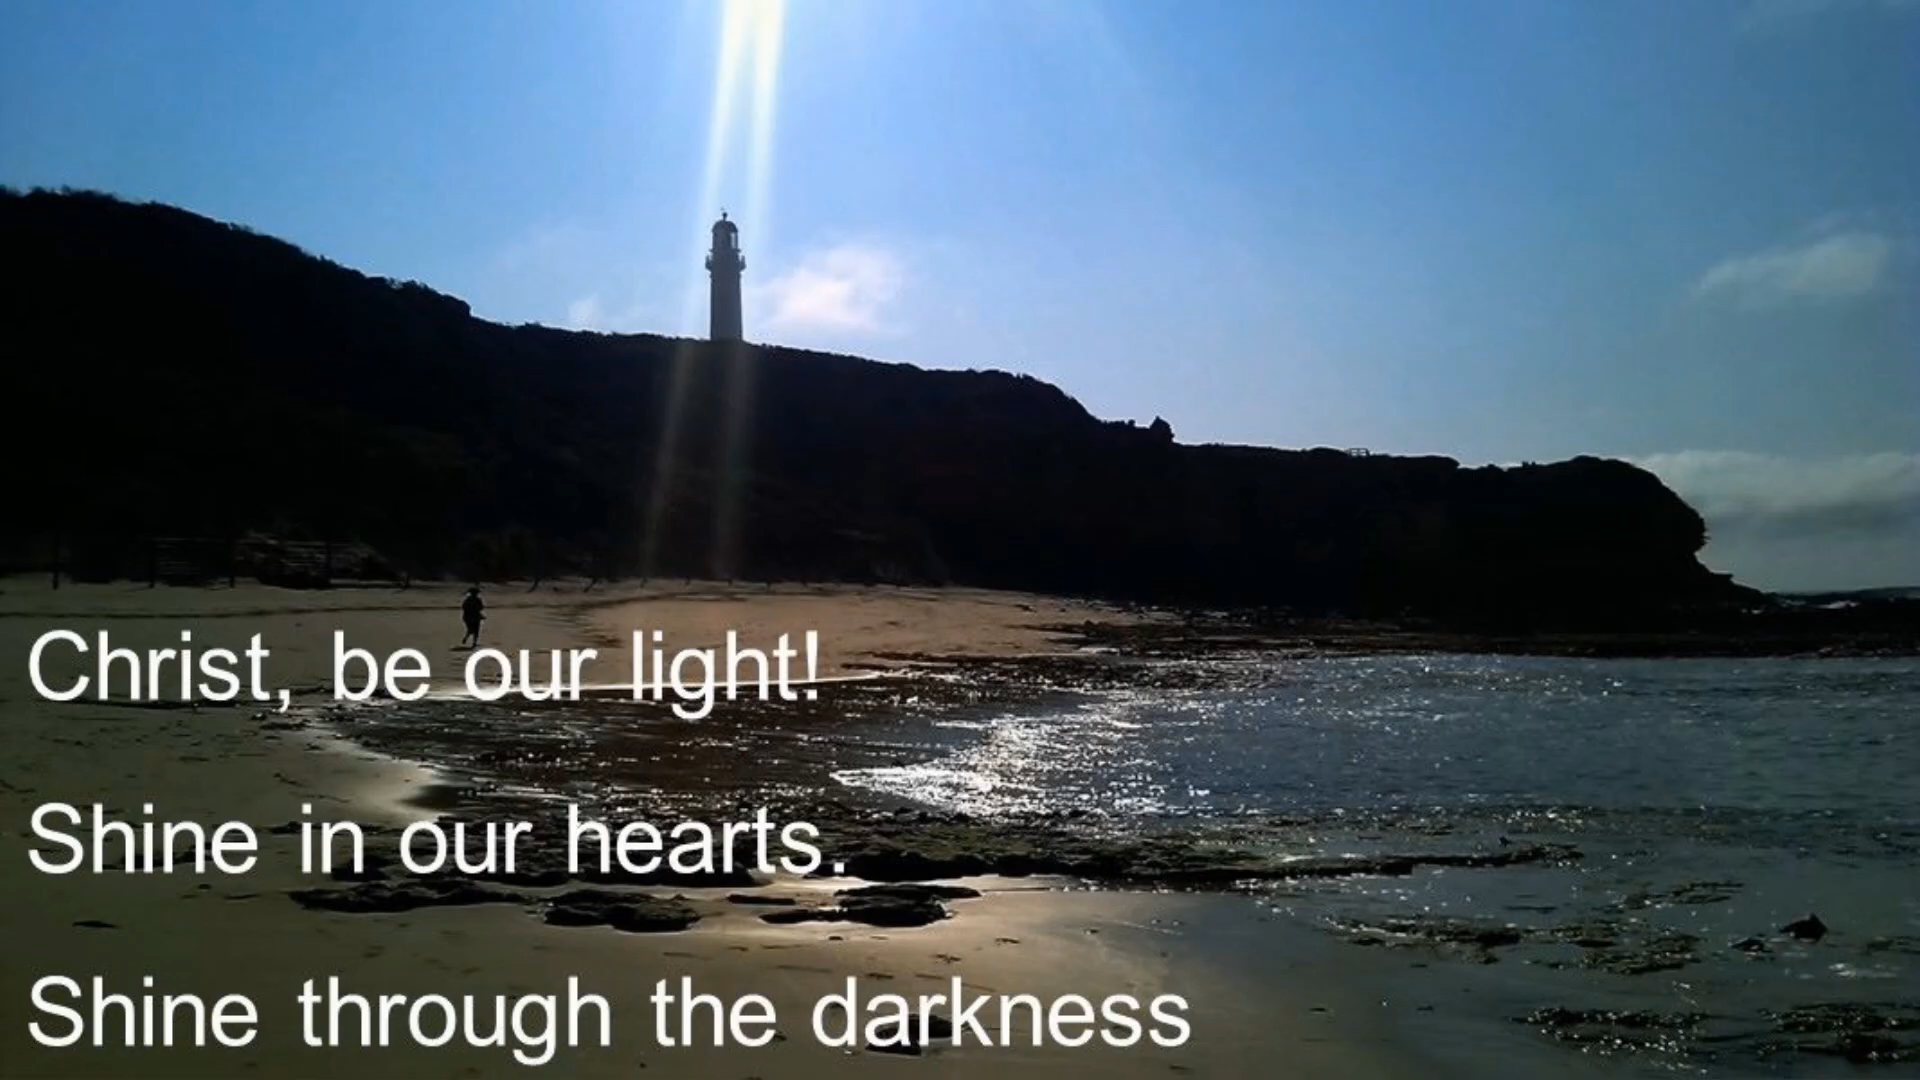 Christ, be our light!
Shine in our hearts.
Shine through the darkness